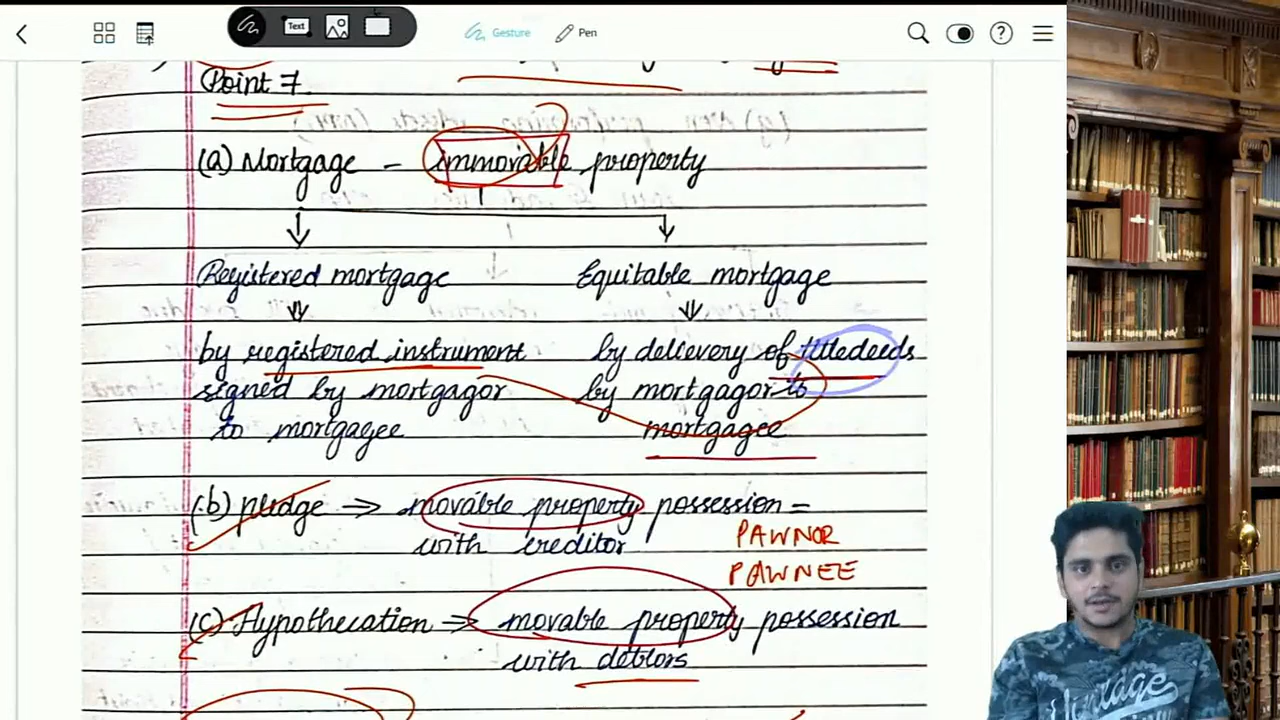 Text
Gesture
Pen
Point 7
(a) Mortgage - immovable property
Registered mortgage Equitable mortgage
by registered instrument by delievery of titledeeds
signed by mortgagor by mortgagor to
to mortgagee mortgagee
(b) pledge ⇒ movable property possession =
with creditor PAWNOR
PAWNEE
(c) Hypothecation ⇒ movable property possession
with debtors